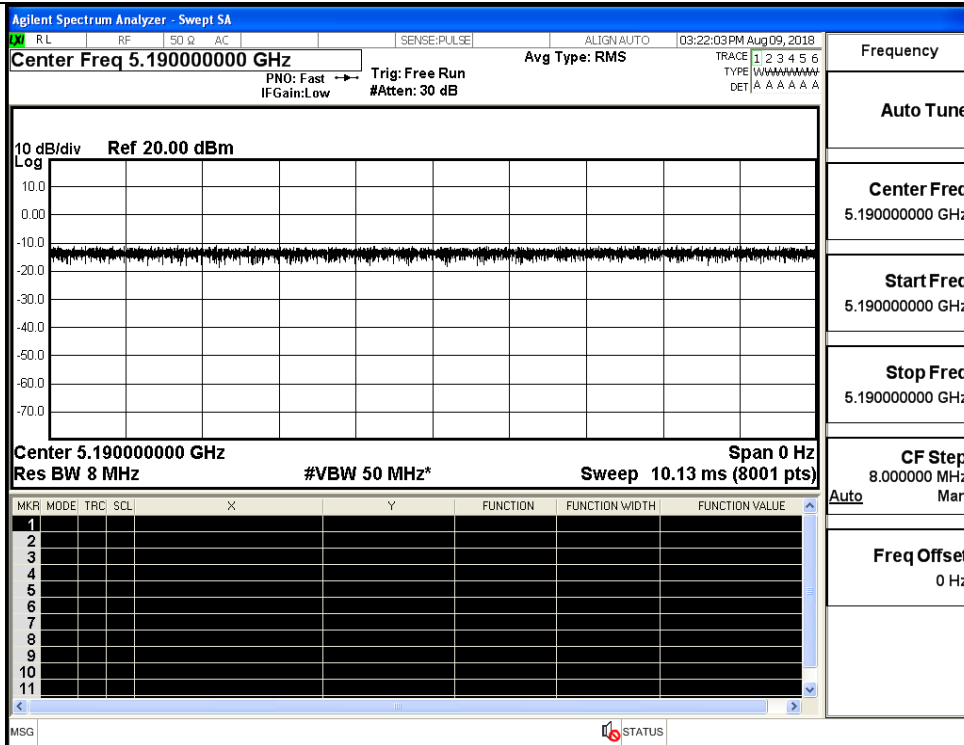 Agilent Spectrum Analyzer - Swept SA
LXI RL RF 50 Ω AC SENSE:PULSE ALIGN AUTO 03:22:03 PM Aug 09, 2018
Center Freq 5.190000000 GHz
Avg Type: RMS
TRACE 1 2 3 4 5 6
PNO: Fast Trig: Free Run
TYPE WWWWWW
IFGain:Low #Atten: 30 dB
DET A A A A A A
10 dB/div Ref 20.00 dBm
Log
10.0
0.00
-10.0
-20.0
-30.0
-40.0
-50.0
-60.0
-70.0
Center 5.190000000 GHz Span 0 Hz
Res BW 8 MHz #VBW 50 MHz* Sweep 10.13 ms (8001 pts)
MKR MODE TRC SCL X Y FUNCTION FUNCTION WIDTH FUNCTION VALUE
1
2
3
4
5
6
7
8
9
10
11
MSG STATUS
Frequency
Auto Tune
Center Freq
5.190000000 GHz
Start Freq
5.190000000 GHz
Stop Freq
5.190000000 GHz
CF Step
8.000000 MHz
Auto Man
Freq Offset
0 Hz